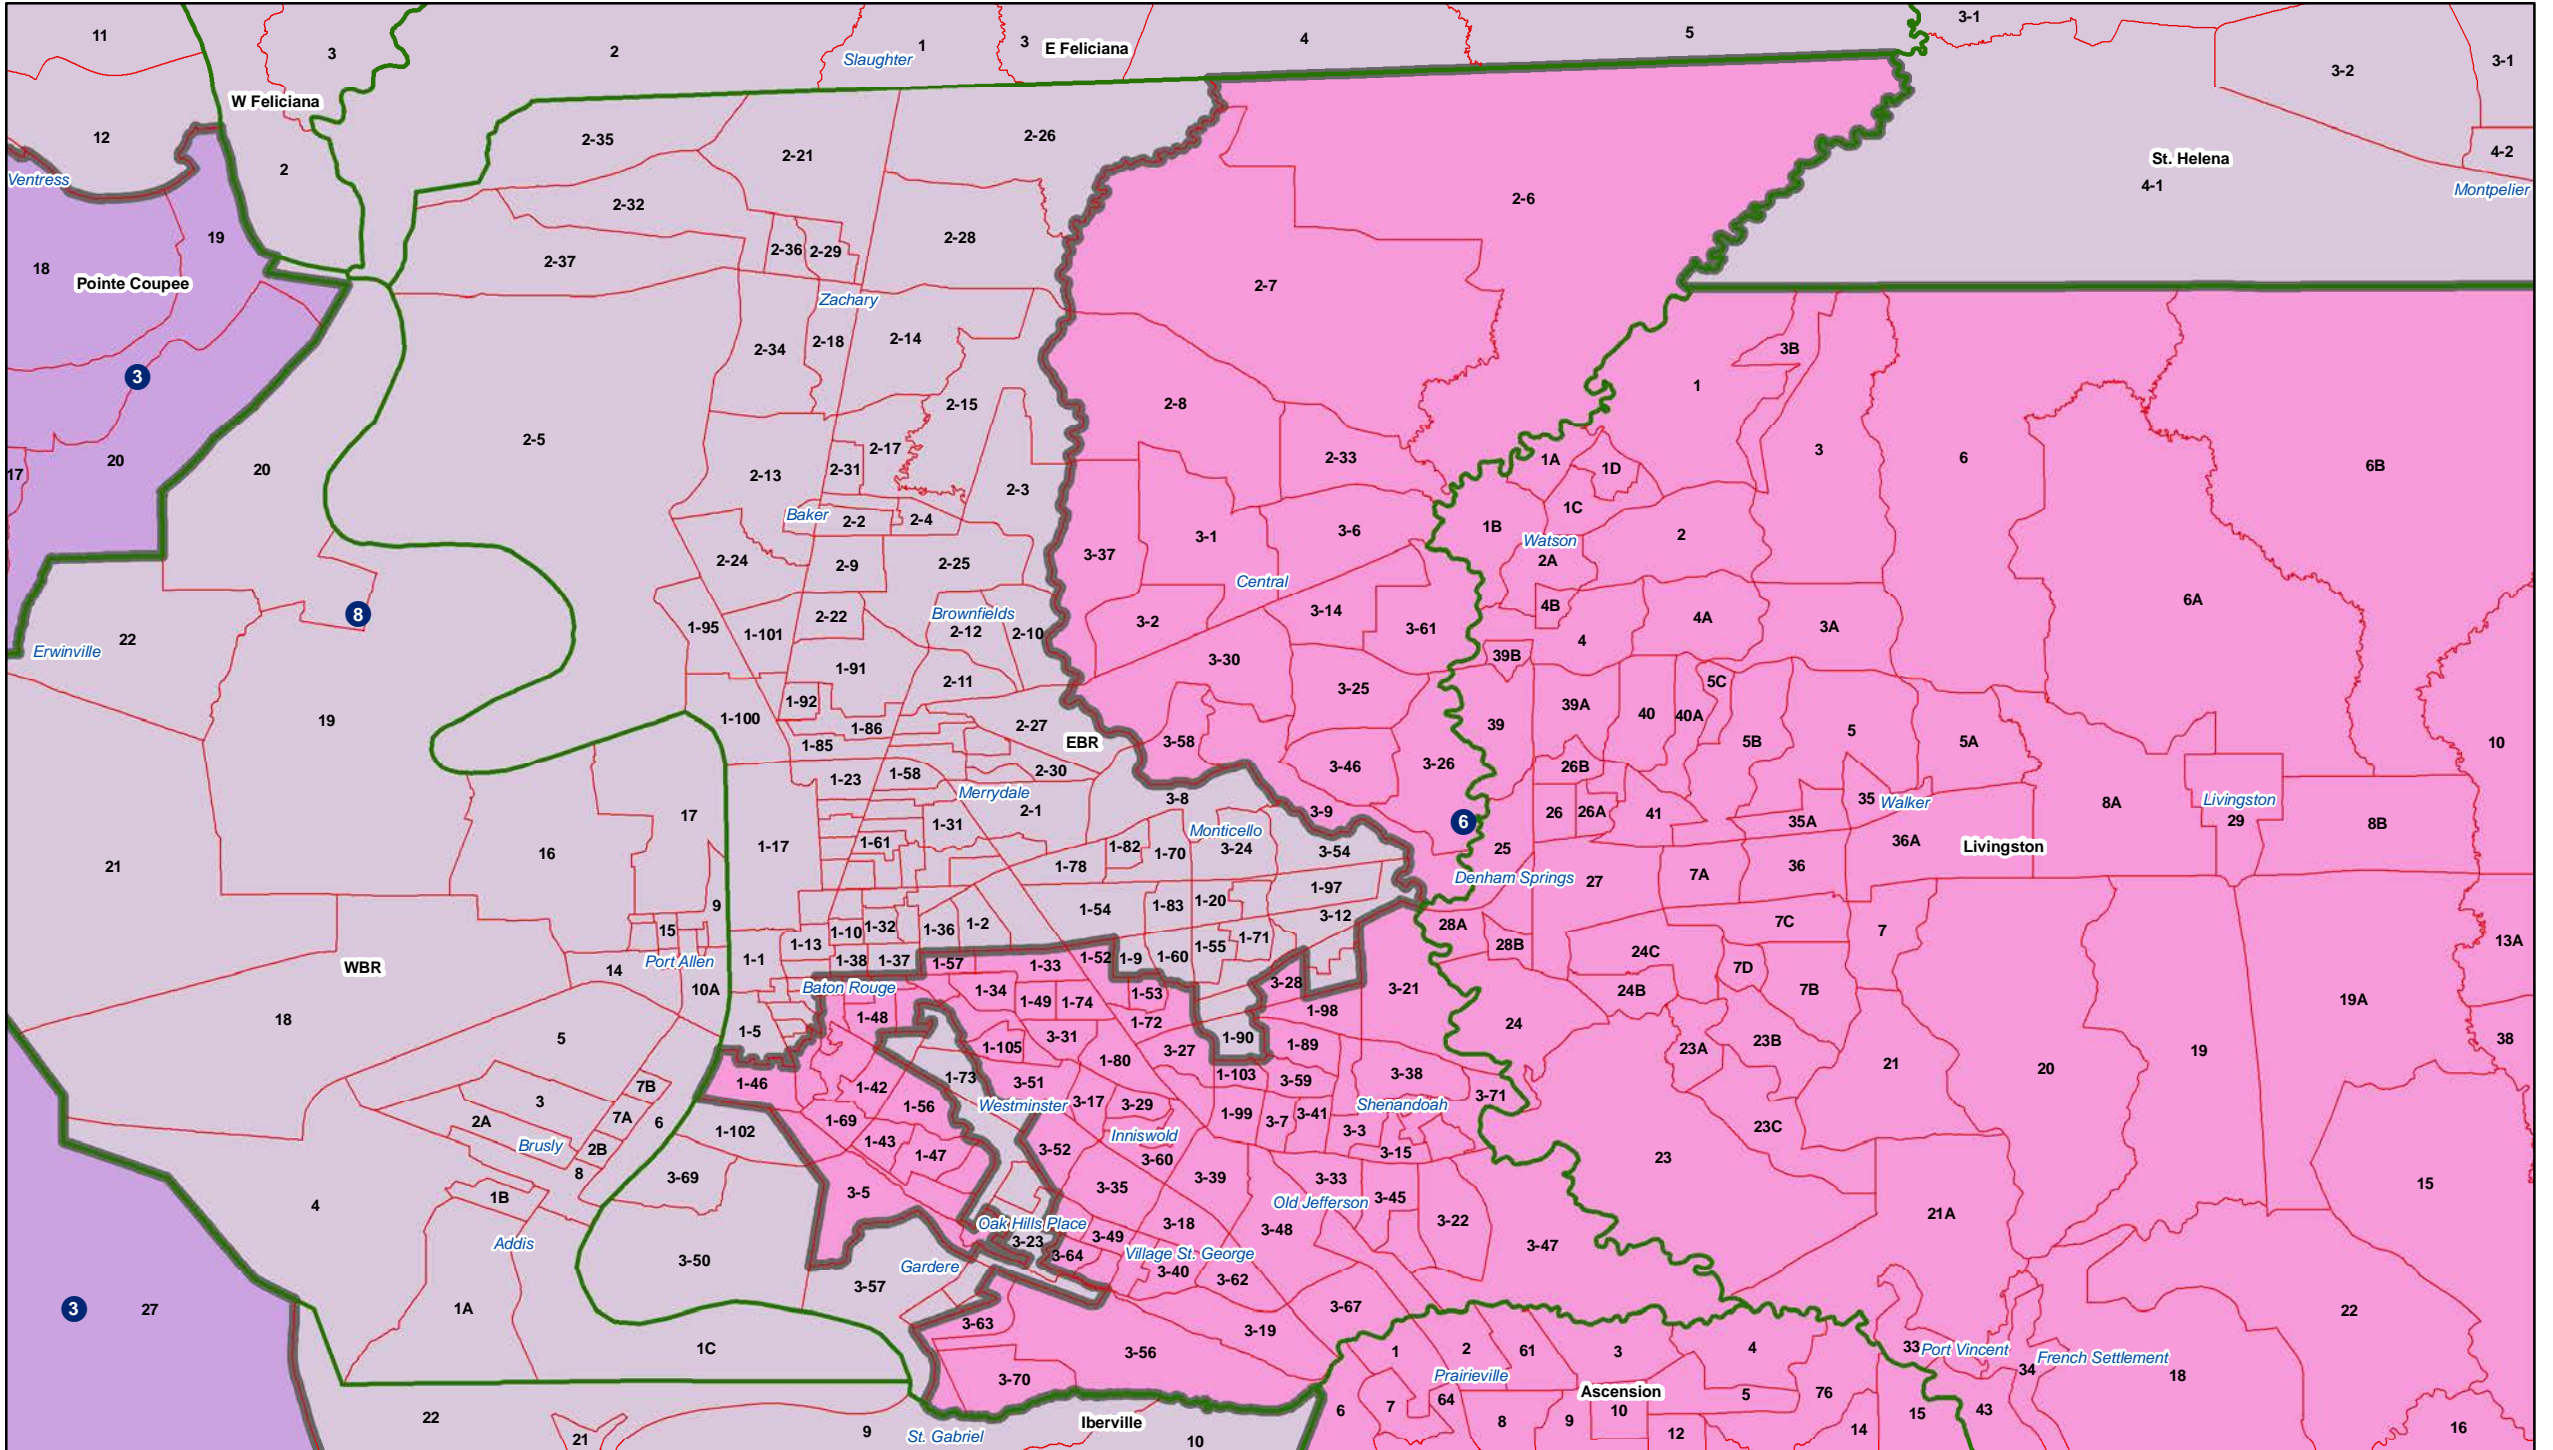 11
3
2
Slaughter
1
3
E Feliciana
4
5
3-1
3-2
3-1
W Feliciana
12
2
2-35
2-21
2-26
St. Helena
4-1
4-2
Montpelier
Ventress
19
18
Pointe Coupee
2-32
2-37
2-36
2-29
2-28
2-6
2-7
Zachary
3
2-34
2-18
2-14
3B
1
2-5
2-15
2-8
17
20
20
2-13
2-31
2-17
2-3
2-33
1A
1D
3
6
6B
Baker
2-2
2-4
1C
1B
3-37
3-1
3-6
Watson
2
2-24
2-9
2-25
2A
Central
8
22
Erwinville
1-95
1-101
2-22
Brownfields
2-12
2-10
3-2
3-14
3-61
4B
4A
4
3A
6A
1-91
2-11
3-30
39B
3-25
5C
19
1-100
1-92
1-86
1-85
2-27
EBR
3-58
39
39A
40
40A
5B
5
5A
10
1-23
1-58
2-30
Merrydale
3-46
3-26
26B
2-1
3-8
3-9
6
26
26A
41
35
Walker
35A
8A
Livingston
29
8B
21
16
17
1-17
1-31
1-61
Monticello
1-82
1-70
3-24
3-54
25
36A
Livingston
1-78
1-97
Denham Springs
27
7A
36
9
15
1-10
1-32
1-36
1-2
1-54
1-83
1-20
3-12
28A
28B
7C
7
13A
WBR
14
Port Allen
10A
1-1
1-13
1-38
1-37
1-57
1-33
1-52
1-9
1-60
1-55
1-71
24C
7D
24B
7B
Baton Rouge
1-34
1-49
1-74
1-53
3-28
3-21
19A
18
5
1-5
1-48
1-105
3-31
1-72
1-98
24
38
1-90
1-89
23A
23B
21
20
19
1-46
1-42
1-73
3-51
1-80
3-27
1-103
3-59
3-38
3-71
3
7B
7A
2A
6
1-69
1-56
Westminster
3-17
3-29
1-99
3-7
3-41
Shenandoah
Brusly
2B
8
1-102
1-43
1-47
3-52
Inniswold
3-60
3-3
3-15
23C
23
4
1B
3-69
3-5
3-35
3-39
3-33
Old Jefferson
3-45
15
Addis
Oak Hills Place
3-23
3-18
3-49
3-48
3-22
21A
3-50
Gardere
3-64
Village St. George
3-40
3-62
3-47
3
27
1A
3-57
3-67
22
1C
3-63
3-19
3-56
3-70
1
2
61
3
4
33
Port Vincent
34
French Settlement
18
Prairieville
Ascension
5
76
22
21
9
St. Gabriel
Iberville
10
6
7
64
8
9
10
12
14
15
43
16